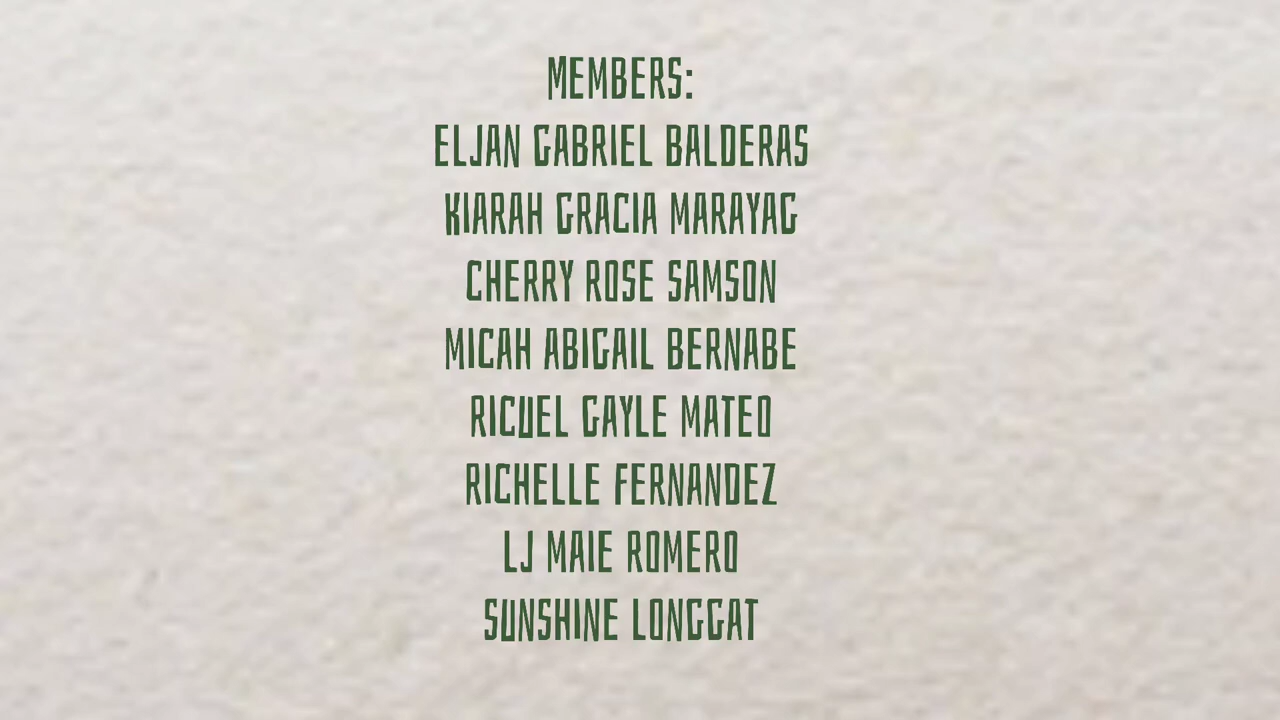 MEMBERS:
ELJAN GABRIEL BALDERAS
KIARAH GRACIA MARAYAG
CHERRY ROSE SAMSON
MICAH ABIGAIL BERNABE
RICUEL GAYLE MATEO
RICHELLE FERNANDEZ
LJ MAIE ROMERO
SUNSHINE LONGGAT